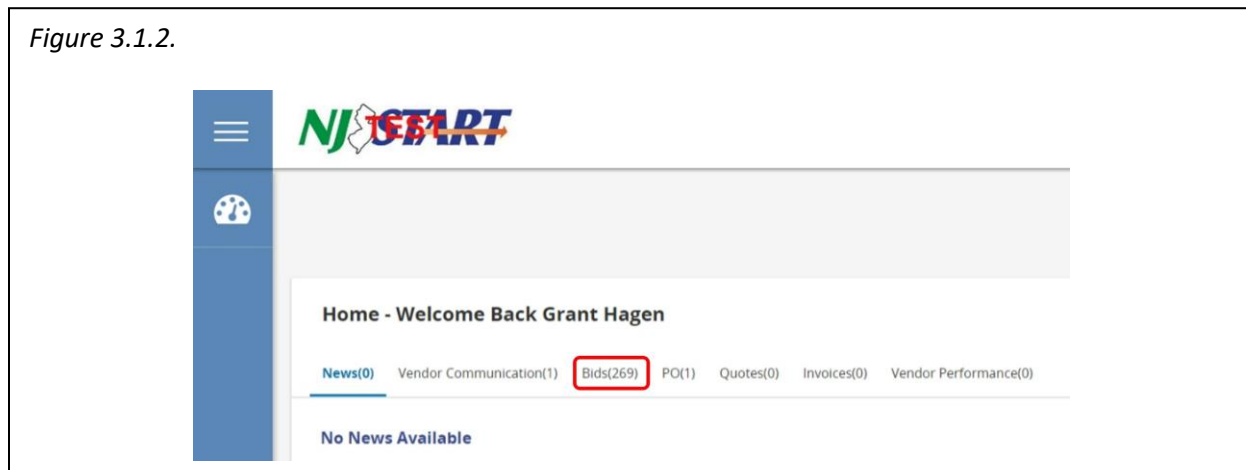 Figure 3.1.2.
NJSTART
TEST
Home - Welcome Back Grant Hagen
News(0) Vendor Communication(1) Bids(269) PO(1) Quotes(0) Invoices(0) Vendor Performance(0)
No News Available